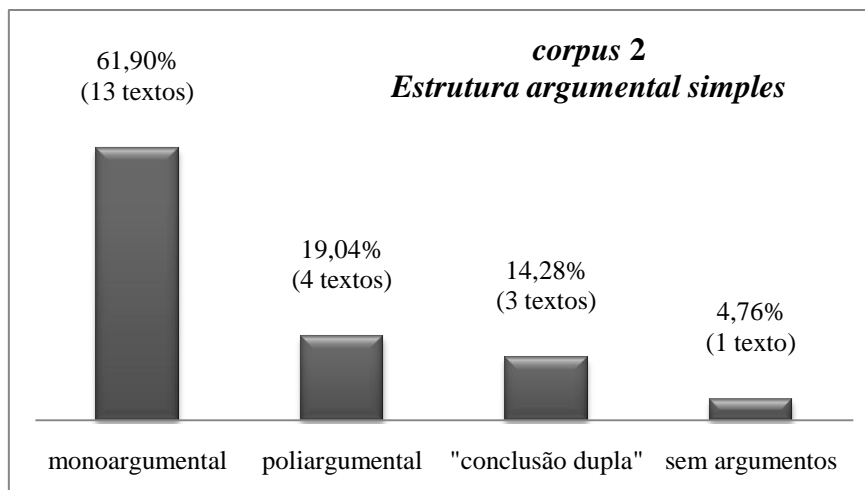 corpus 2
Estrutura argumental simples
61,90%
(13 textos)
19,04%
(4 textos)
14,28%
(3 textos)
4,76%
(1 texto)
monoargumental
poliargumental
"conclusão dupla"
sem argumentos